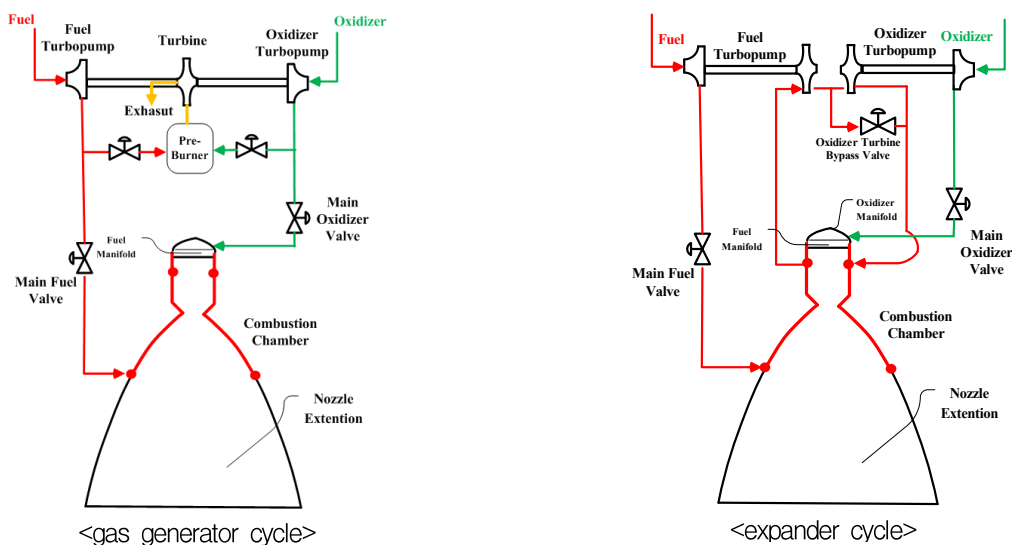 Fuel
Fuel
Turbopump
Turbine
Oxidizer
Oxidizer
Turbopump
Exhasut
Pre-
Burner
Main
Oxidizer
Valve
Fuel
Manifold
Main Fuel
Valve
Combustion
Chamber
Nozzle
Extention
<gas generator cycle>
Fuel
Fuel
Turbopump
Oxidizer
Turbopump
Oxidizer
Oxidizer Turbine
Bypass Valve
Oxidizer
Manifold
Fuel
Manifold
Main
Oxidizer
Valve
Main Fuel
Valve
Combustion
Chamber
Nozzle
Extention
<expander cycle>